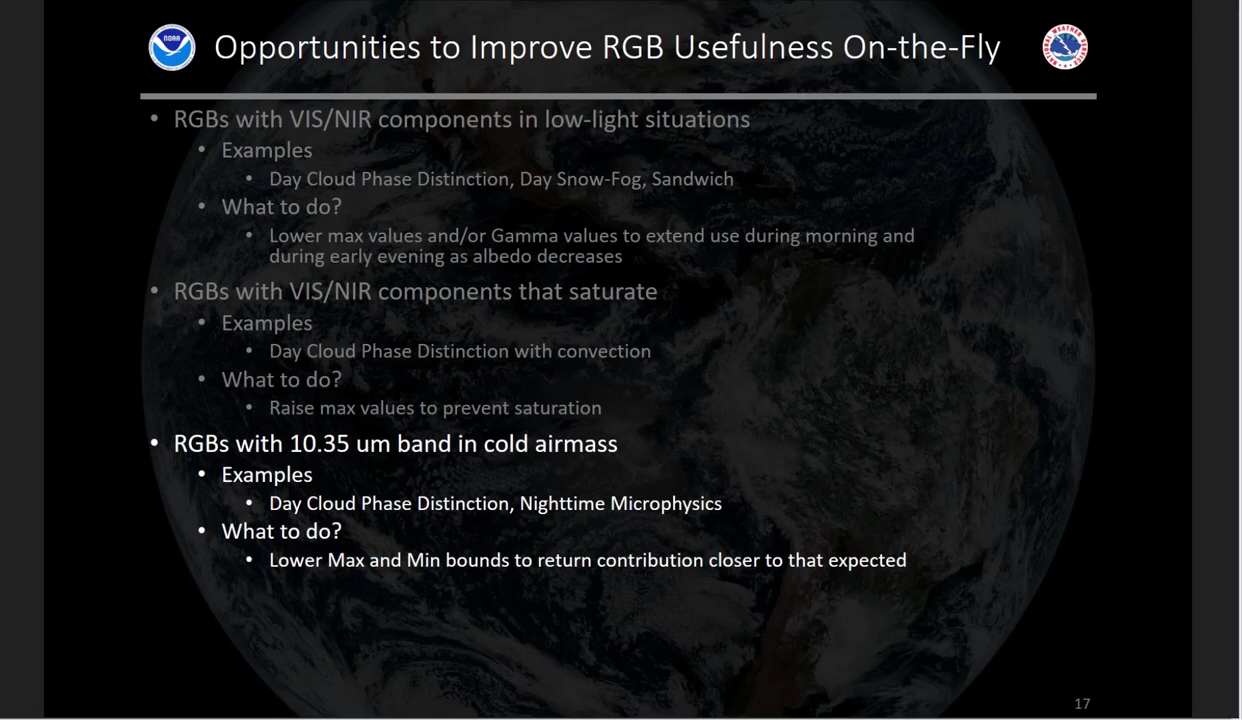 NOAA
Opportunities to Improve RGB Usefulness On-the-Fly
NATIONAL WEATHER SERVICE
• RGBs with VIS/NIR components in low-light situations
• Examples
• Day Cloud Phase Distinction, Day Snow-Fog, Sandwich
• What to do?
• Lower max values and/or Gamma values to extend use during morning and
during early evening as albedo decreases
• RGBs with VIS/NIR components that saturate
• Examples
• Day Cloud Phase Distinction with convection
• What to do?
• Raise max values to prevent saturation
• RGBs with 10.35 um band in cold airmass
• Examples
• Day Cloud Phase Distinction, Nighttime Microphysics
• What to do?
• Lower Max and Min bounds to return contribution closer to that expected
17